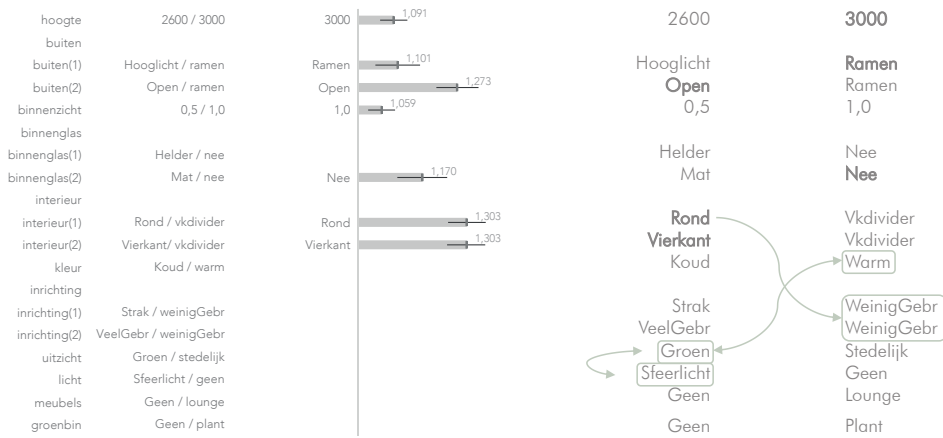 hoogte 2600 / 3000 3000 1,091 2600 3000
buiten
buiten(1) Hooglicht / ramen Ramen 1,101 Hooglicht Ramen
buiten(2) Open / ramen Open 1,273 Open Ramen
binnenzicht 0,5 / 1,0 1,0 1,059 0,5 1,0
binnenglas
binnenglas(1) Helder / nee Helder Nee
binnenglas(2) Mat / nee Nee 1,170 Mat Nee
interieur
interieur(1) Rond / vkdivider Rond 1,303 Rond Vkdivider
interieur(2) Vierkant/ vkdivider Vierkant 1,303 Vierkant Vkdivider
kleur Koud / warm Koud Warm
inrichting
inrichting(1) Strak / weinigGebr Strak WeinigGebr
inrichting(2) VeelGebr / weinigGebr VeelGebr WeinigGebr
uitzicht Groen / stedelijk Groen Stedelijk
licht Sfeerlicht / geen Sfeerlicht Geen
meubels Geen / lounge Geen Lounge
groenbin Geen / plant Geen Plant